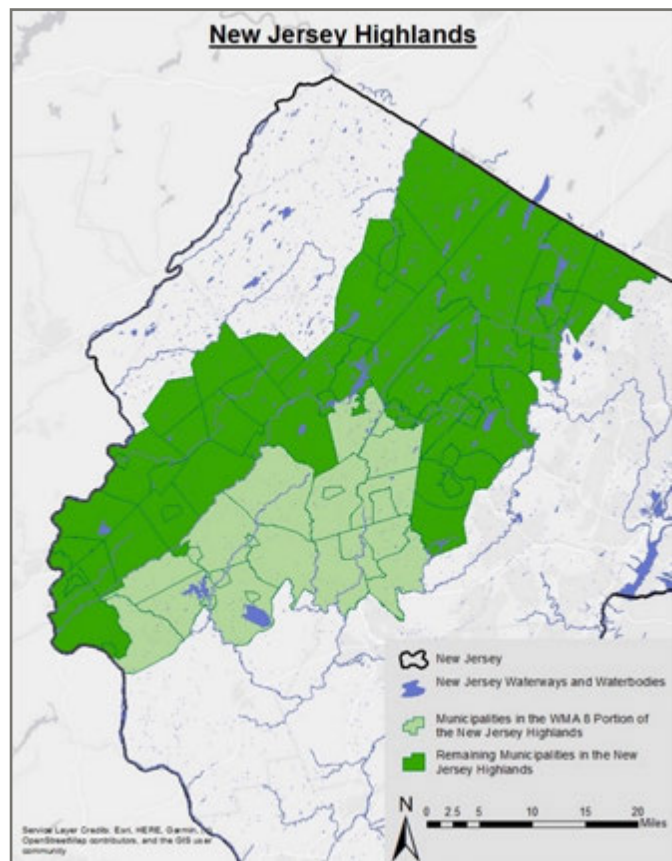 New Jersey Highlands
New Jersey
New Jersey Waterways and Waterbodies
Municipalities in the WMA 8 Portion of
the New Jersey Highlands
Remaining Municipalities in the New
Jersey Highlands
N
0 2.5 5 10 15 20
Miles
Service Layer Credits: Esri, HERE, Garmin, (c)
OpenStreetMap contributors, and the GIS user
community